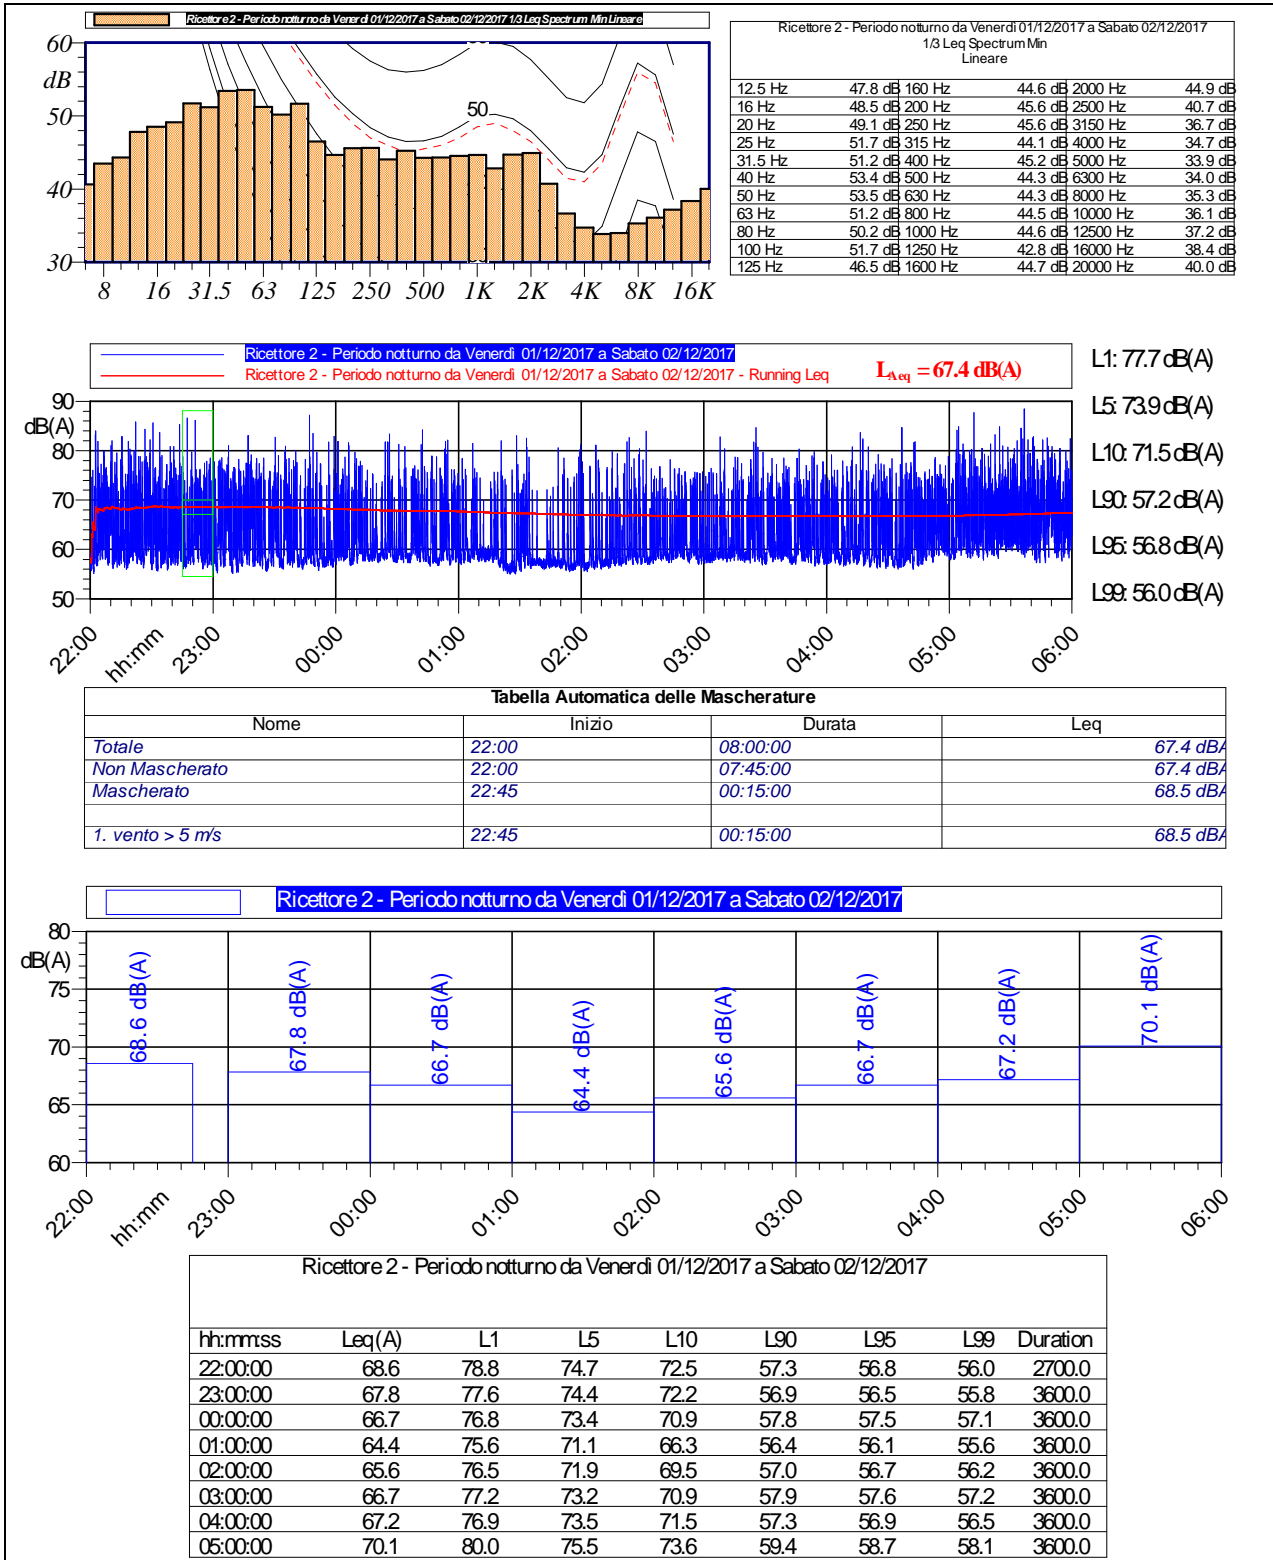 Ricettore 2 - Periodo notturno da Venerdì 01/12/2017 a Sabato 02/12/2017 1/3 Leq Spectrum Min Lineare
60
dB
50
40
30
50
8 16 31.5 63 125 250 500 1K 2K 4K 8K 16K
Ricettore 2 - Periodo notturno da Venerdì 01/12/2017 a Sabato 02/12/2017
1/3 Leq Spectrum Min
Lineare
12.5 Hz 47.8 dB 160 Hz 44.6 dB 2000 Hz 44.9 dB
16 Hz 48.5 dB 200 Hz 45.6 dB 2500 Hz 40.7 dB
20 Hz 49.1 dB 250 Hz 45.6 dB 3150 Hz 36.7 dB
25 Hz 51.7 dB 315 Hz 44.1 dB 4000 Hz 34.7 dB
31.5 Hz 51.2 dB 400 Hz 45.2 dB 5000 Hz 33.9 dB
40 Hz 53.4 dB 500 Hz 44.3 dB 6300 Hz 34.0 dB
50 Hz 53.5 dB 630 Hz 44.3 dB 8000 Hz 35.3 dB
63 Hz 51.2 dB 800 Hz 44.5 dB 10000 Hz 36.1 dB
80 Hz 50.2 dB 1000 Hz 44.6 dB 12500 Hz 37.2 dB
100 Hz 51.7 dB 1250 Hz 42.8 dB 16000 Hz 38.4 dB
125 Hz 46.5 dB 1600 Hz 44.7 dB 20000 Hz 40.0 dB
Ricettore 2 - Periodo notturno da Venerdì 01/12/2017 a Sabato 02/12/2017
Ricettore 2 - Periodo notturno da Venerdì 01/12/2017 a Sabato 02/12/2017 - Running Leq
LAeq = 67.4 dB(A)
L1: 77.7 dB(A)
L5: 73.9 dB(A)
L10: 71.5 dB(A)
L90: 57.2 dB(A)
L95: 56.8 dB(A)
L99: 56.0 dB(A)
90
dB(A)
80
70
60
50
22:00 hh:mm 23:00 00:00 01:00 02:00 03:00 04:00 05:00 06:00
Tabella Automatica delle Mascherature
Nome Inizio Durata Leq
Totale 22:00 08:00:00 67.4 dBA
Non Mascherato 22:00 07:45:00 67.4 dBA
Mascherato 22:45 00:15:00 68.5 dBA
1. vento > 5 m/s 22:45 00:15:00 68.5 dBA
Ricettore 2 - Periodo notturno da Venerdì 01/12/2017 a Sabato 02/12/2017
80
dB(A)
75
70
65
60
68.6 dB(A)
67.8 dB(A)
66.7 dB(A)
64.4 dB(A)
65.6 dB(A)
66.7 dB(A)
67.2 dB(A)
70.1 dB(A)
22:00 hh:mm 23:00 00:00 01:00 02:00 03:00 04:00 05:00 06:00
Ricettore 2 - Periodo notturno da Venerdì 01/12/2017 a Sabato 02/12/2017
hh:mm:ss Leq(A) L1 L5 L10 L90 L95 L99 Duration
22:00:00 68.6 78.8 74.7 72.5 57.3 56.8 56.0 2700.0
23:00:00 67.8 77.6 74.4 72.2 56.9 56.5 55.8 3600.0
00:00:00 66.7 76.8 73.4 70.9 57.8 57.5 57.1 3600.0
01:00:00 64.4 75.6 71.1 66.3 56.4 56.1 55.6 3600.0
02:00:00 65.6 76.5 71.9 69.5 57.0 56.7 56.2 3600.0
03:00:00 66.7 77.2 73.2 70.9 57.9 57.6 57.2 3600.0
04:00:00 67.2 76.9 73.5 71.5 57.3 56.9 56.5 3600.0
05:00:00 70.1 80.0 75.5 73.6 59.4 58.7 58.1 3600.0